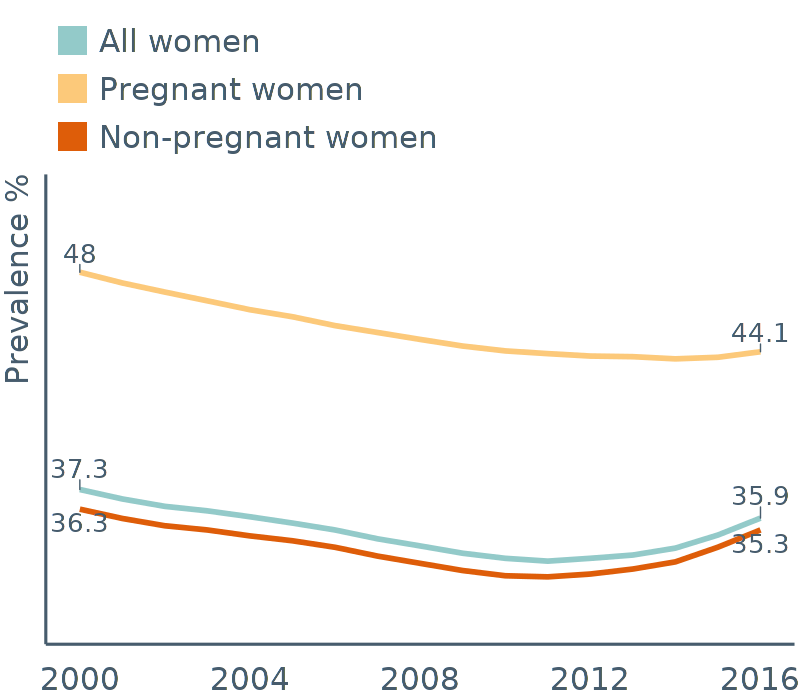 All women
Pregnant women
Non-pregnant women
Prevalence %
48
44.1
37.3
36.3
35.9
35.3
2000 2004 2008 2012 2016